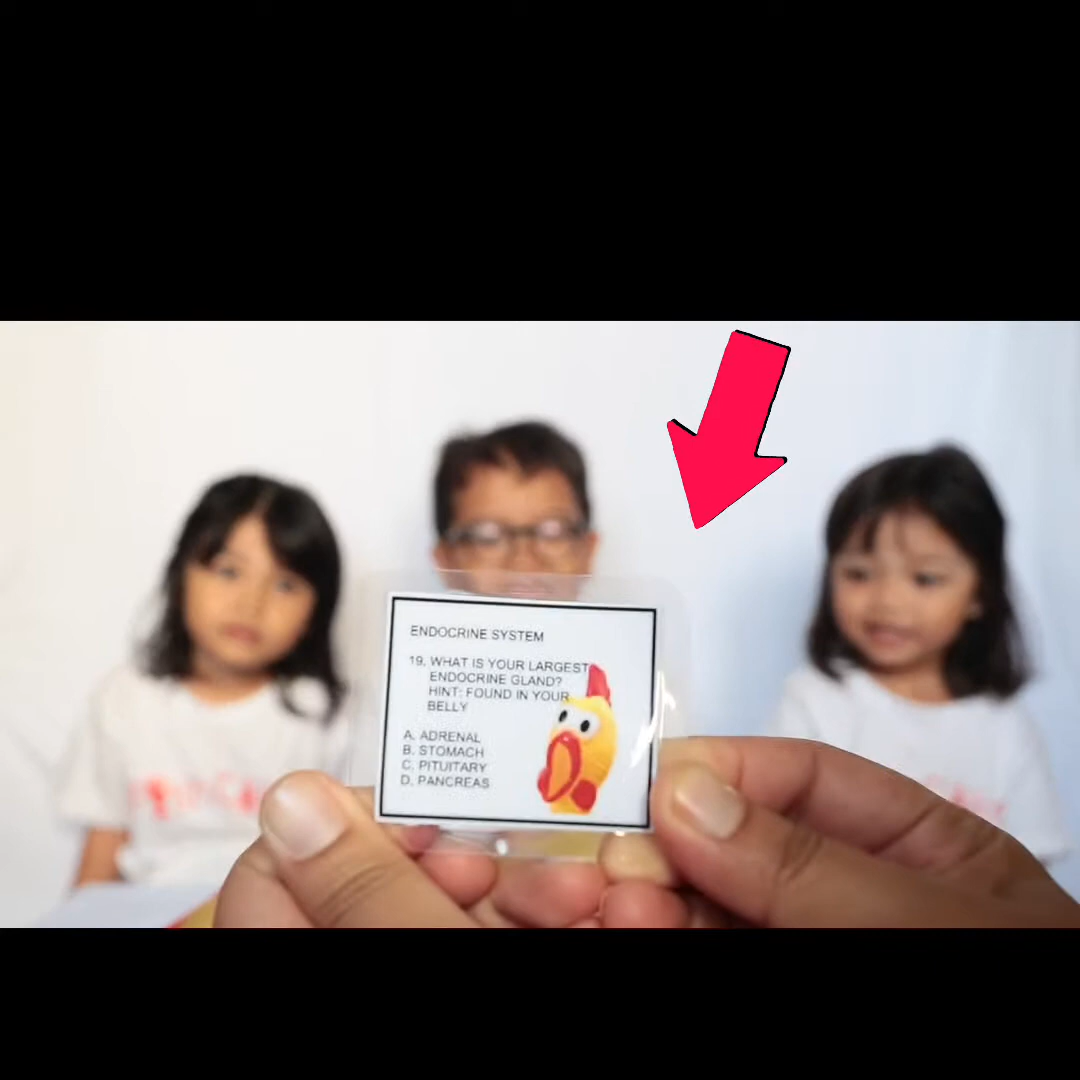 ENDOCRINE SYSTEM
19. WHAT IS YOUR LARGEST
ENDOCRINE GLAND?
HINT: FOUND IN YOUR
BELLY
A. ADRENAL
B. STOMACH
C. PITUITARY
D. PANCREAS